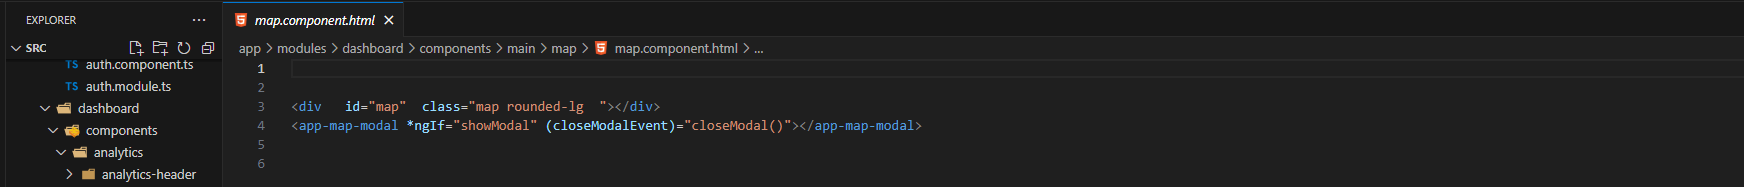 EXPLORER ...
SRC
auth.component.ts
auth.module.ts
dashboard
components
analytics
analytics-header
map.component.html
app > modules > dashboard > components > main > map > map.component.html > ...
1
2
3 <div   id="map"  class="map rounded-lg  "></div>
4 <app-map-modal *ngIf="showModal" (closeModalEvent)="closeModal()"></app-map-modal>
5
6